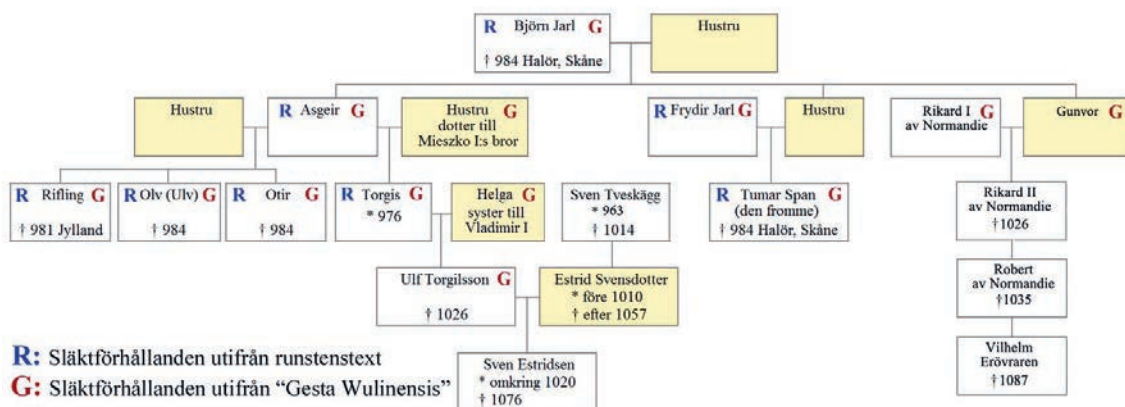 R Björn Jarl G
† 984 Halör, Skåne
Hustru
Hustru
R Asgeir G
Hustru G
dotter till
Mieszko I:s bror
R Frydir Jarl G
Hustru
Rikard I G
av Normandie
Gunvor G
R Rifling G
† 981 Jylland
R Olv (Ulv) G
† 984
R Otir G
† 984
R Torgis G
* 976
Helga G
syster till
Vladimir I
Sven Tveskägg
* 963
† 1014
R Tumar Span G
(den fromme)
† 984 Halör, Skåne
Rikard II
av Normandie
†1026
Ulf Torgilsson G
† 1026
Estrid Svensdotter
* före 1010
† efter 1057
Robert
av Normandie
†1035
Sven Estridsen
* omkring 1020
† 1076
Vilhelm
Erövraren
†1087
R: Släktförhållanden utifrån runstenstext
G: Släktförhållanden utifrån “Gesta Wulinensis”